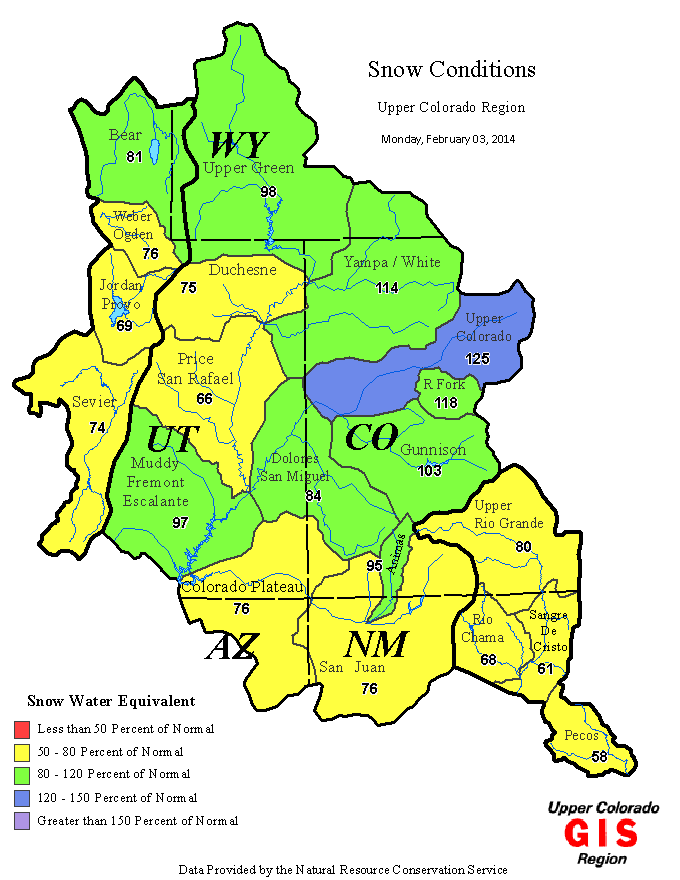 Snow Conditions
Upper Colorado Region
Monday, February 03, 2014
Bear
81
WY
Upper Green
98
Weber
Ogden
76
Duchesne
75
Yampa / White
114
Jordan
Provo
69
Upper
Colorado
125
Price
San Rafael
66
R Fork
118
Sevier
74
UT
CO
Gunnison
103
Muddy
Fremont
Escalante
97
Dolores
San Miguel
84
Upper
Rio Grande
80
Animas
95
Colorado Plateau
76
AZ
NM
San Juan
76
Rio
Chama
68
Sangre
De
Cristo
61
Pecos
58
Snow Water Equivalent
Less than 50 Percent of Normal
50 - 80 Percent of Normal
80 - 120 Percent of Normal
120 - 150 Percent of Normal
Greater than 150 Percent of Normal
Upper Colorado
GIS
Region
Data Provided by the Natural Resource Conservation Service